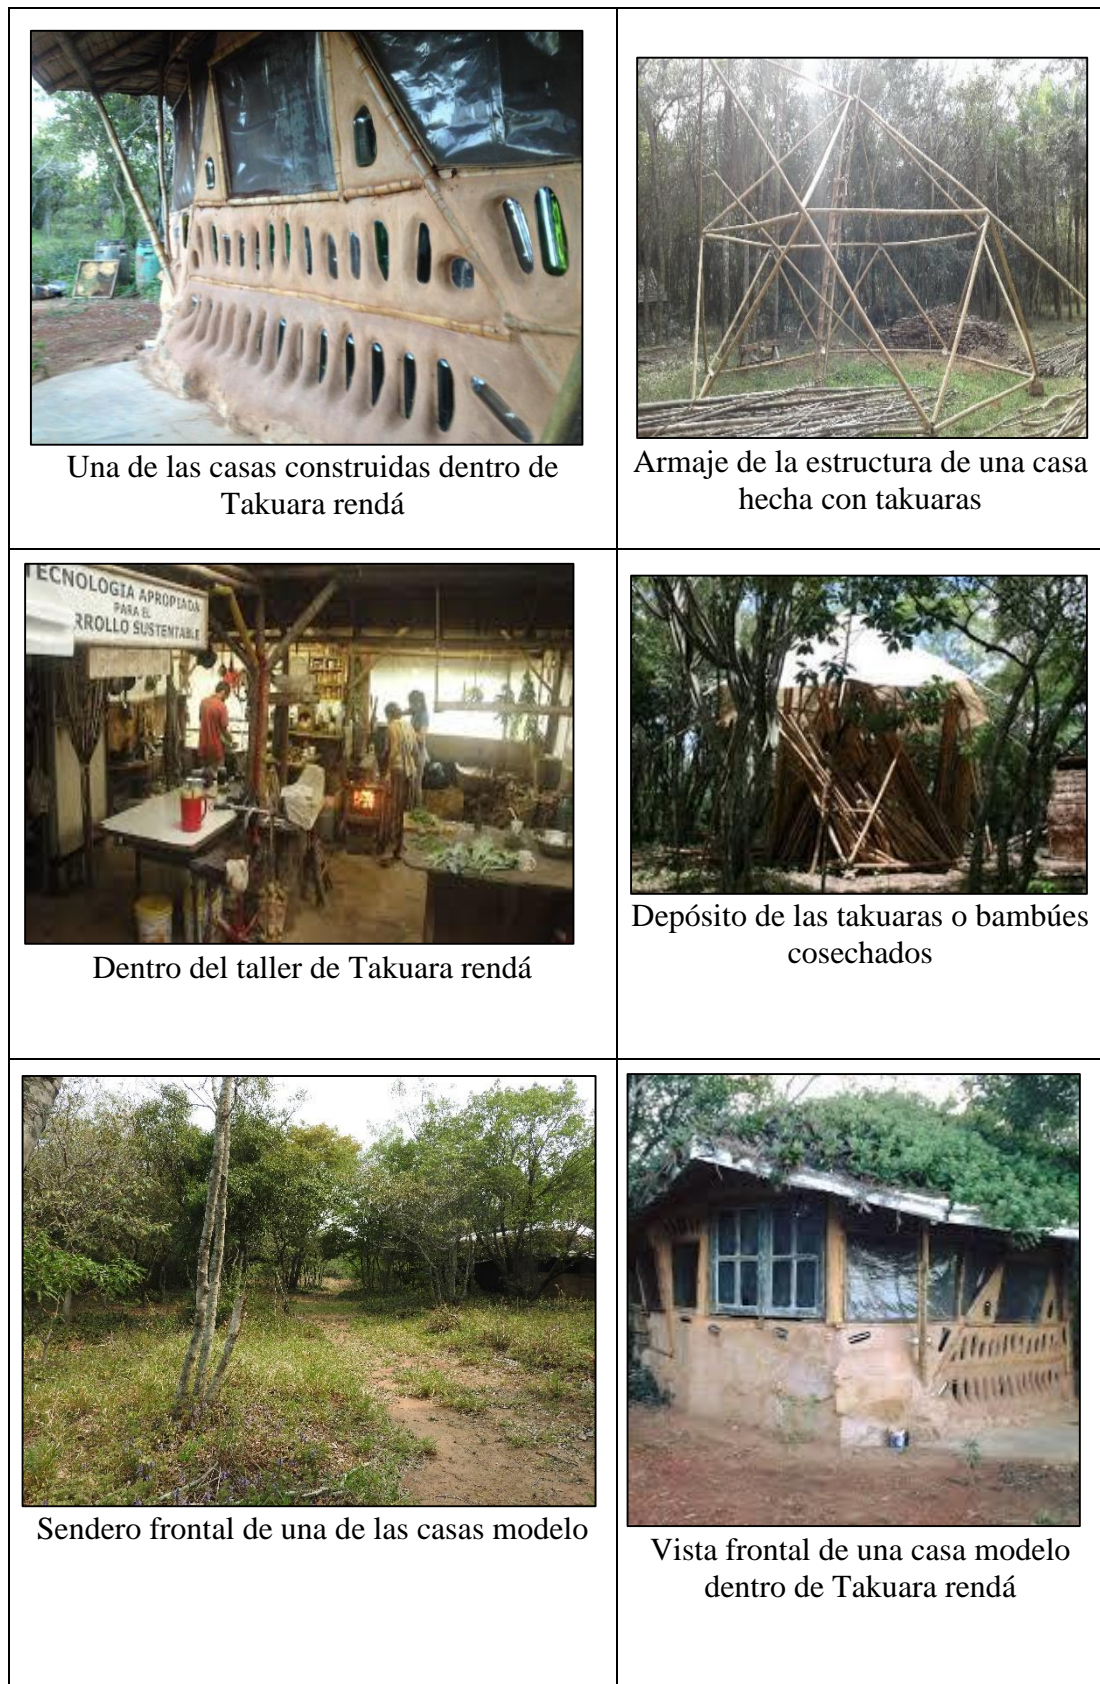 Una de las casas construidas dentro de
Takuara rendá
Armaje de la estructura de una casa
hecha con takuaras
TECNOLOGIA APROPIADA
PARA EL
RROLLO SUSTENTABLE
Dentro del taller de Takuara rendá
Depósito de las takuaras o bambúes
cosechados
Sendero frontal de una de las casas modelo
Vista frontal de una casa modelo
dentro de Takuara rendá